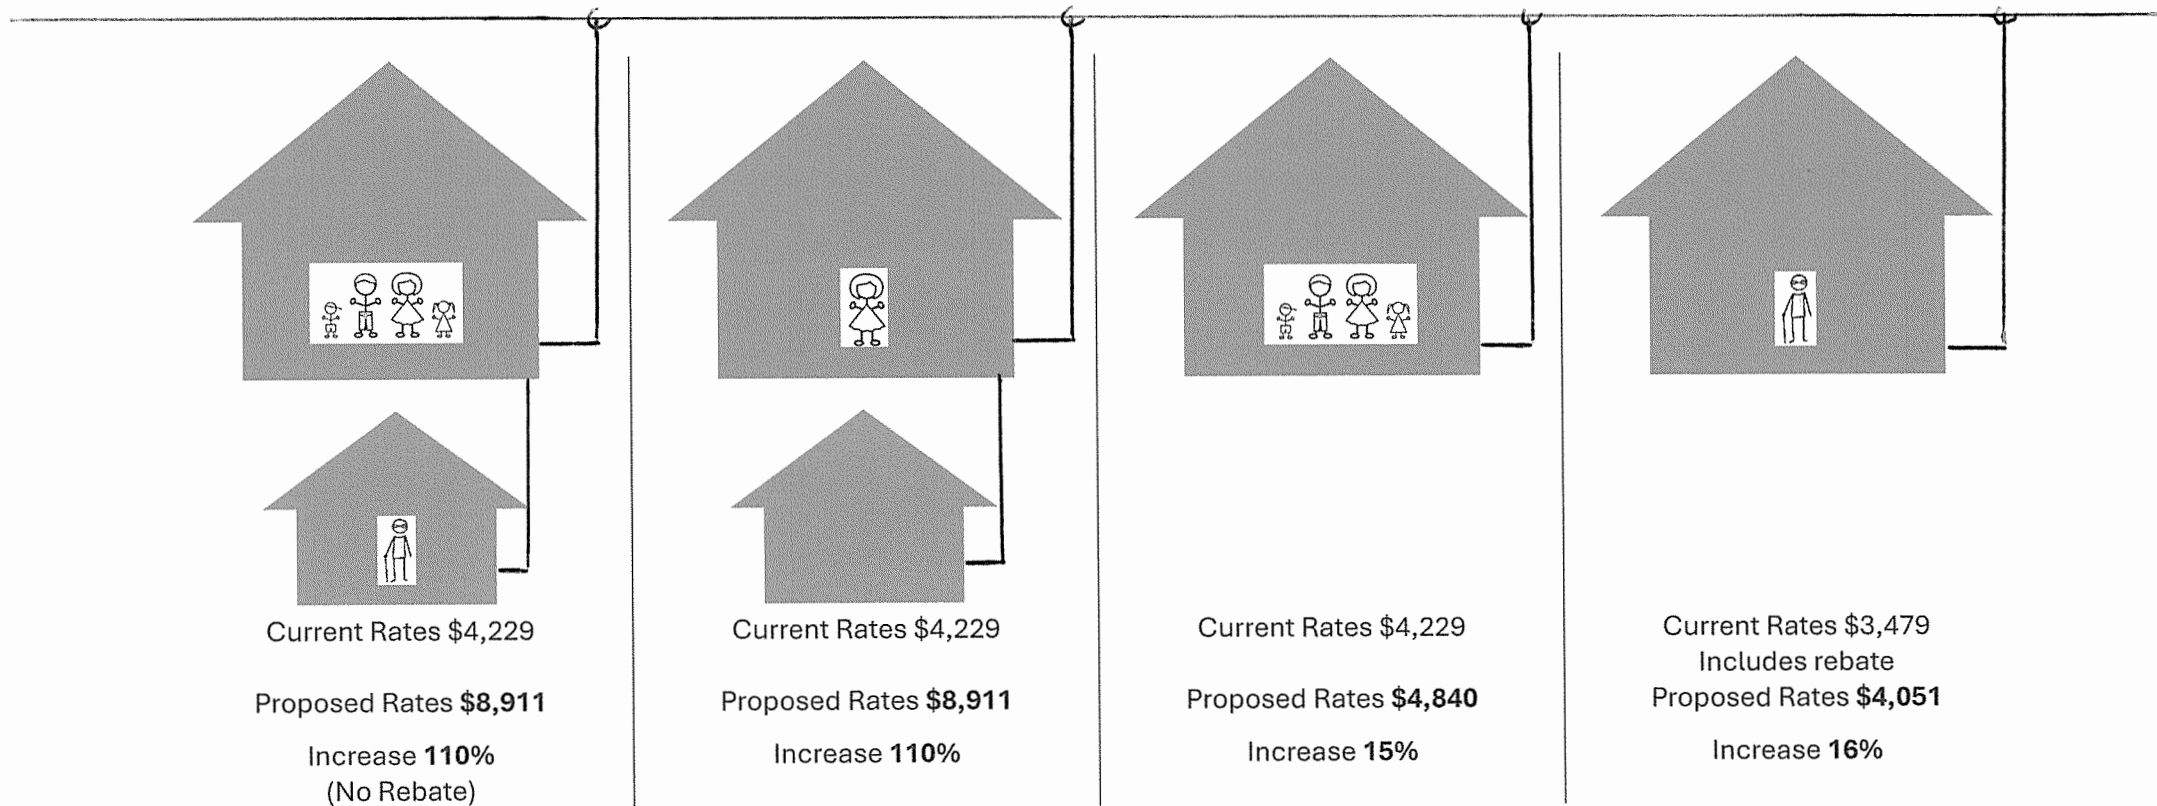 Current Rates $4,229
Proposed Rates $8,911
Increase 110%
(No Rebate)
Current Rates $4,229
Proposed Rates $8,911
Increase 110%
Current Rates $4,229
Proposed Rates $4,840
Increase 15%
Current Rates $3,479
Includes rebate
Proposed Rates $4,051
Increase 16%